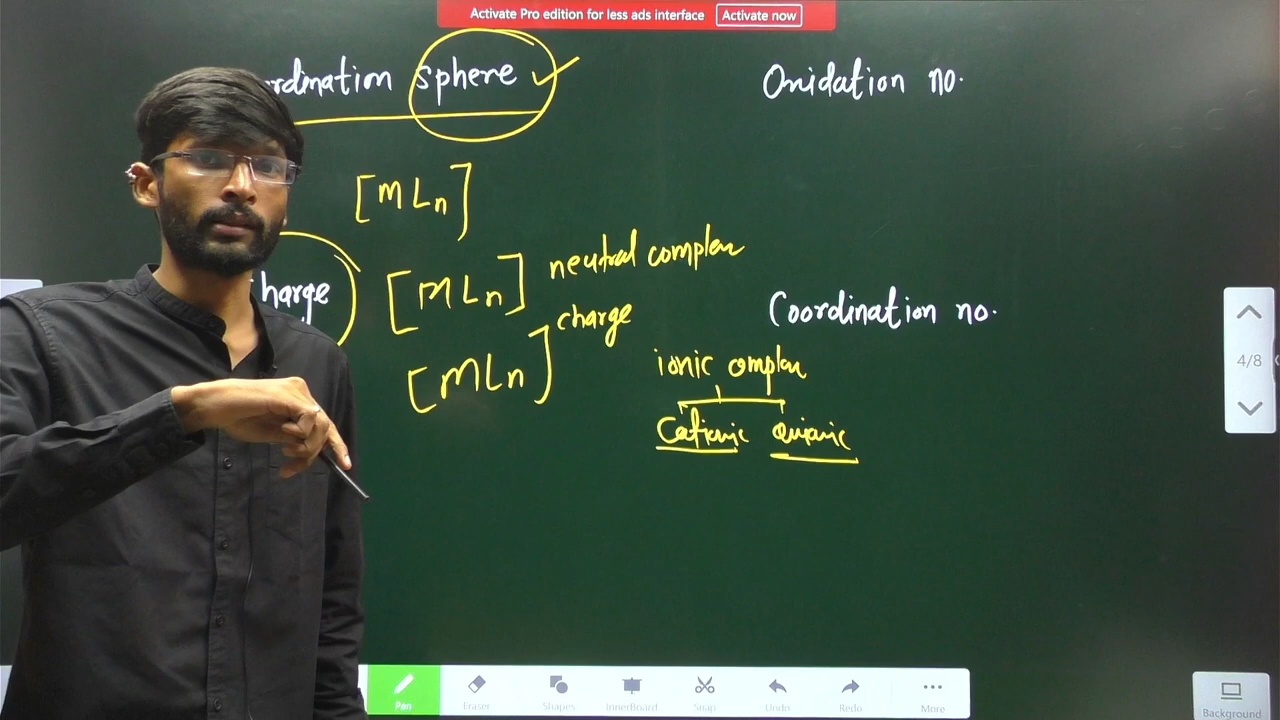 Activate Pro edition for less ads interface Activate now
rdination sphere ✓
Oxidation no.
[MLn]
harge
[MLn] neutral complex
[MLn] charge
Coordination no.
ionic complex
Cationic Anionic
4/8
Pen Eraser Shapes InnerBoard Snap Undo Redo More
Background